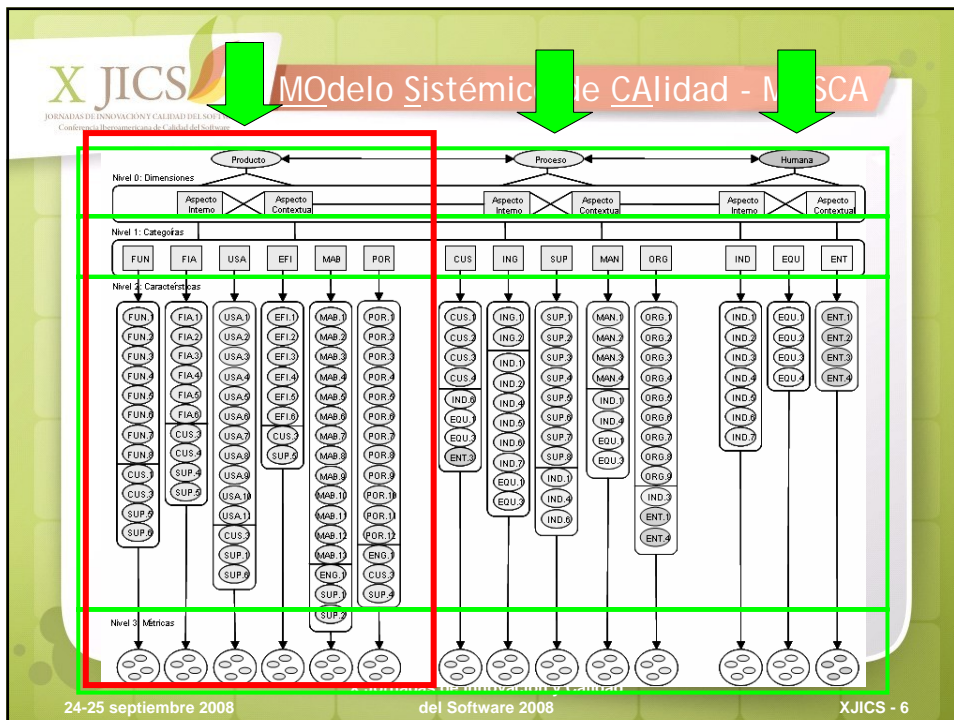 X JICS
JORNADAS DE INNOVACIÓN Y CALIDAD DEL SOFTWARE
Conferencia Iberoamericana de Calidad del Software
MOdelo Sistémico de CAlidad - MOSCA
Producto
Proceso
Humana
Nivel 0: Dimensiones
Aspecto Interno
Aspecto Contextual
Aspecto Interno
Aspecto Contextual
Aspecto Interno
Aspecto Contextual
Nivel 1: Categorías
FUN FIA USA EFI MAB POR CUS ING SUP MAN ORG IND EQU ENT
Nivel 2: Características
FUN.1
FUN.2
FUN.3
FUN.4
FUN.5
FUN.6
FUN.7
FUN.8
CUS.1
CUS.3
SUP.5
SUP.6
FIA.1
FIA.2
FIA.3
FIA.4
FIA.5
FIA.6
CUS.3
CUS.4
SUP.4
SUP.5
USA.1
USA.2
USA.3
USA.4
USA.5
USA.6
USA.7
USA.8
USA.9
USA.10
USA.11
CUS.3
SUP.1
SUP.6
EFI.1
EFI.2
EFI.3
EFI.4
EFI.5
EFI.6
CUS.3
SUP.5
MAB.1
MAB.2
MAB.3
MAB.4
MAB.5
MAB.6
MAB.7
MAB.8
MAB.9
MAB.10
MAB.11
MAB.12
MAB.13
ENG.1
SUP.1
SUP.2
POR.1
POR.2
POR.3
POR.4
POR.5
POR.6
POR.7
POR.8
POR.9
POR.10
POR.11
POR.12
ENG.1
CUS.3
SUP.4
CUS.1
CUS.2
CUS.3
CUS.4
IND.6
EQU.1
EQU.3
ENT.3
ING.1
ING.2
IND.1
IND.2
IND.4
IND.5
IND.6
IND.7
EQU.1
EQU.3
SUP.1
SUP.2
SUP.3
SUP.4
SUP.5
SUP.6
SUP.7
SUP.8
IND.1
IND.4
IND.6
MAN.1
MAN.2
MAN.3
MAN.4
IND.1
IND.4
EQU.1
EQU.3
ORG.1
ORG.2
ORG.3
ORG.4
ORG.5
ORG.6
ORG.7
ORG.8
ORG.9
IND.3
ENT.1
ENT.4
IND.1
IND.2
IND.3
IND.4
IND.5
IND.6
IND.7
EQU.1
EQU.2
EQU.3
EQU.4
ENT.1
ENT.2
ENT.3
ENT.4
Nivel 3: Métricas
X Jornadas de Innovación y Calidad
24-25 septiembre 2008
del Software 2008
XJICS - 6